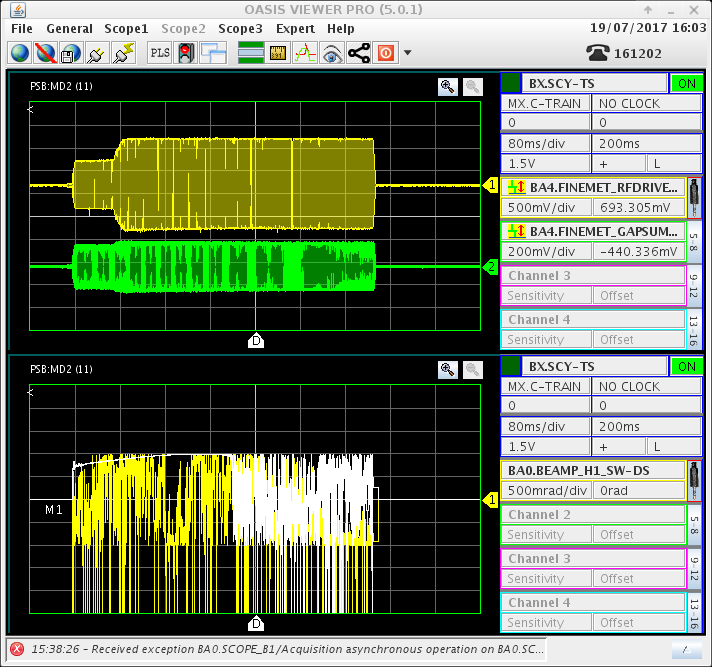 OASIS VIEWER PRO (5.0.1)
File General Scope1 Scope2 Scope3 Expert Help 19/07/2017 16:03
PLS 161202
PSB:MD2 (11)
<
1
2
D
BX.SCY-TS ON
MX.C-TRAIN NO CLOCK
0 0
80ms/div 200ms
1.5V + L
BA4.FINEMET_RFDRIVE...
500mV/div 693.305mV
BA4.FINEMET_GAPSUM...
200mV/div -440.336mV
5-8
Channel 3
Sensitivity Offset
9-12
Channel 4
Sensitivity Offset
13-16
PSB:MD2 (11)
<
M1
1
D
BX.SCY-TS ON
MX.C-TRAIN NO CLOCK
0 0
80ms/div 200ms
1.5V + L
BA0.BEAMP_H1_SW-DS
500mrad/div 0rad
Channel 2
Sensitivity Offset
5-8
Channel 3
Sensitivity Offset
9-12
Channel 4
Sensitivity Offset
13-16
15:38:26 - Received exception BA0.SCOPE_B1/Acquisition asynchronous operation on BA0.SC...